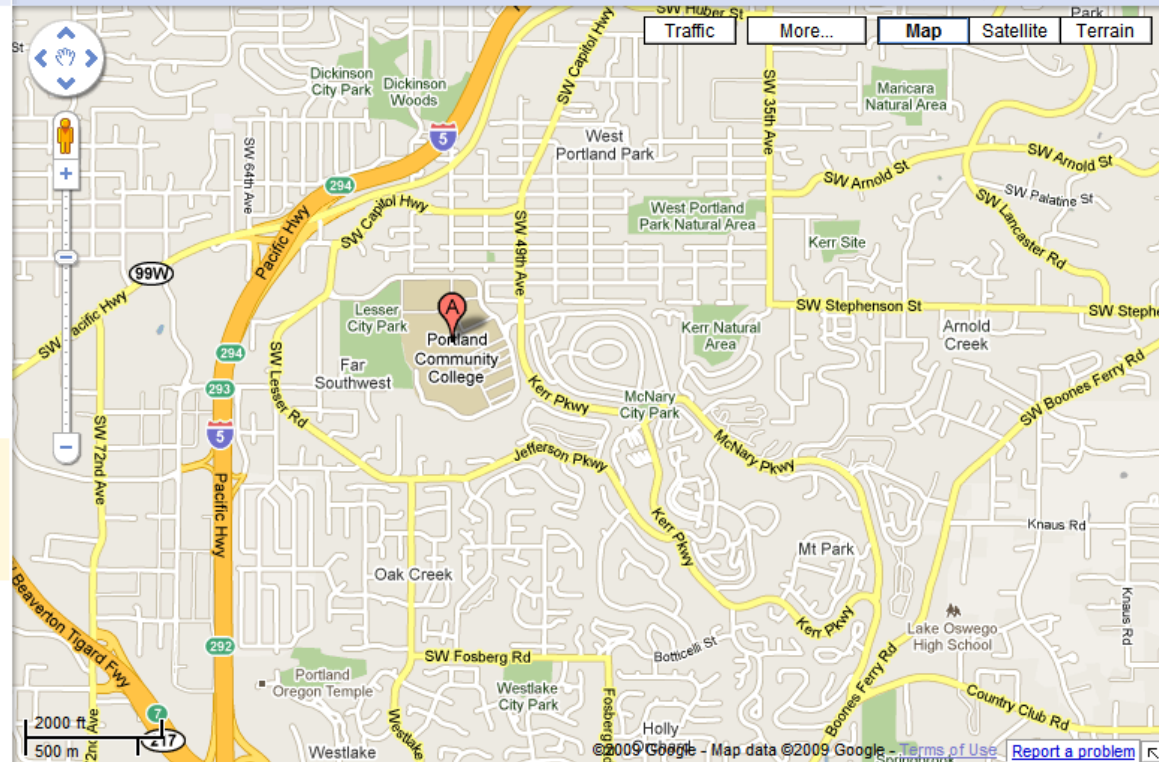 SW Huber St
Park
St
Traffic
More...
Map
Satellite
Terrain
Dickinson
City Park
Dickinson
Woods
SW Capitol Hwy
SW 35th Ave
Maricara
Natural Area
5
West
Portland Park
SW 64th Ave
294
SW Arnold St
SW Arnold St
SW Palatine St
SW Lancaster Rd
SW Capitol Hwy
Pacific Hwy
SW 49th Ave
West Portland
Park Natural Area
Kerr Site
99W
SW Pacific Hwy
A
Lesser
City Park
Portland
Community
College
SW Stephenson St
SW Stephe
Kerr Natural
Area
Arnold
Creek
294
Far
Southwest
SW Lesser Rd
293
SW Boones Ferry Rd
Kerr Pkwy
McNary
City Park
5
SW 72nd Ave
McNary Pkwy
Jefferson Pkwy
Pacific Hwy
Kerr Pkwy
Knaus Rd
Mt Park
Oak Creek
Beaverton Tigard Fwy
Knaus Rd
Kerr Pkwy
Lake Oswego
High School
292
SW Fosberg Rd
Botticelli St
Portland
Oregon Temple
Westlake
City Park
Boones Ferry Rd
Country Club Rd
7
217
2nd Ave
Westlake
Fosberg
Holly
2000 ft
500 m
Westlake
©2009 Google - Map data ©2009 Google - Terms of Use
Report a problem